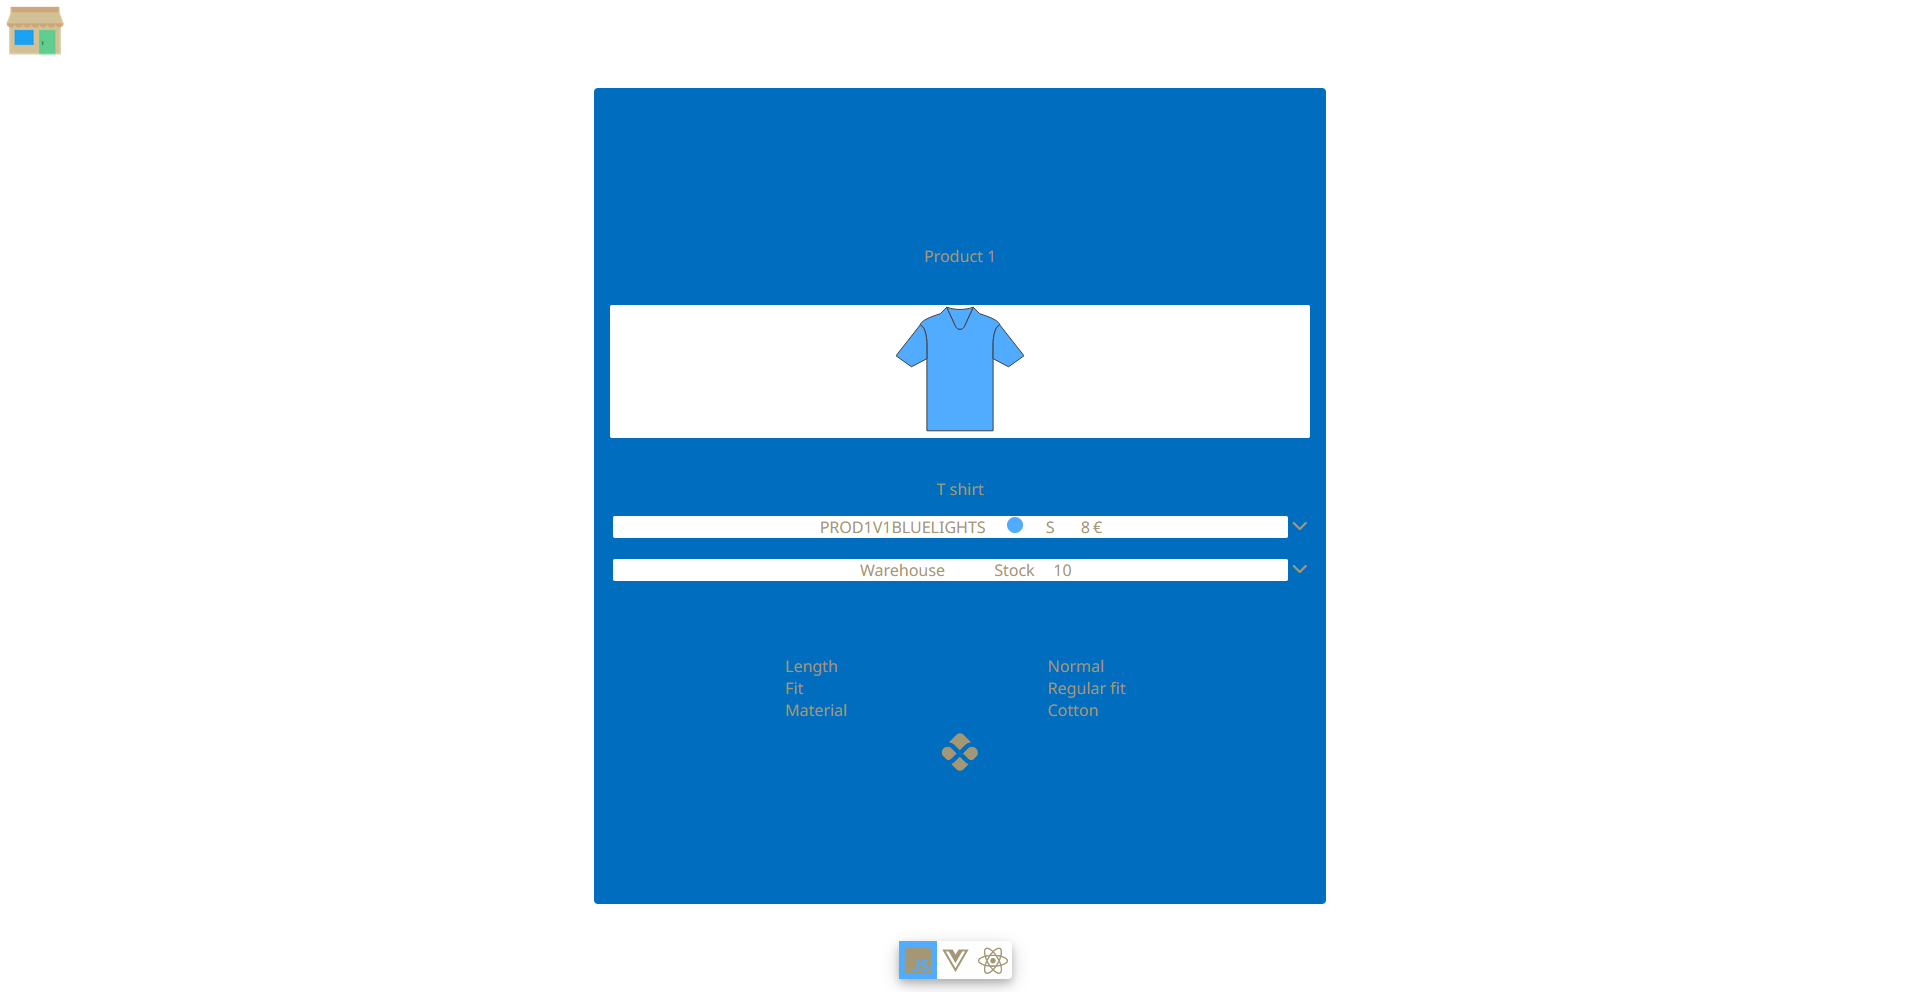 Product 1
T shirt
PROD1V1BLUELIGHTS S 8 €
Warehouse Stock 10
Length Normal
Fit Regular fit
Material Cotton
JS